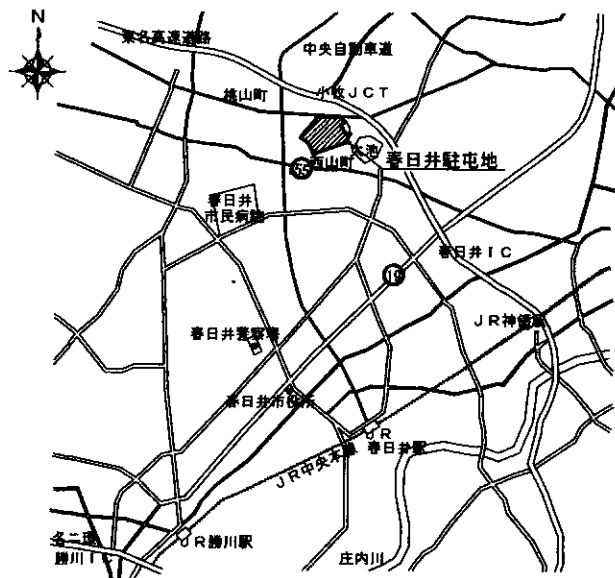 N
東名高速道路
中央自動車道
桃山町
小牧JCT
大池
55
西山町
春日井駐屯地
春日井
市民病院
春日井IC
19
JR神領駅
春日井警察署
春日井市役所
JR
春日井駅
JR中央本線
名二環
勝川IC
JR勝川駅
庄内川